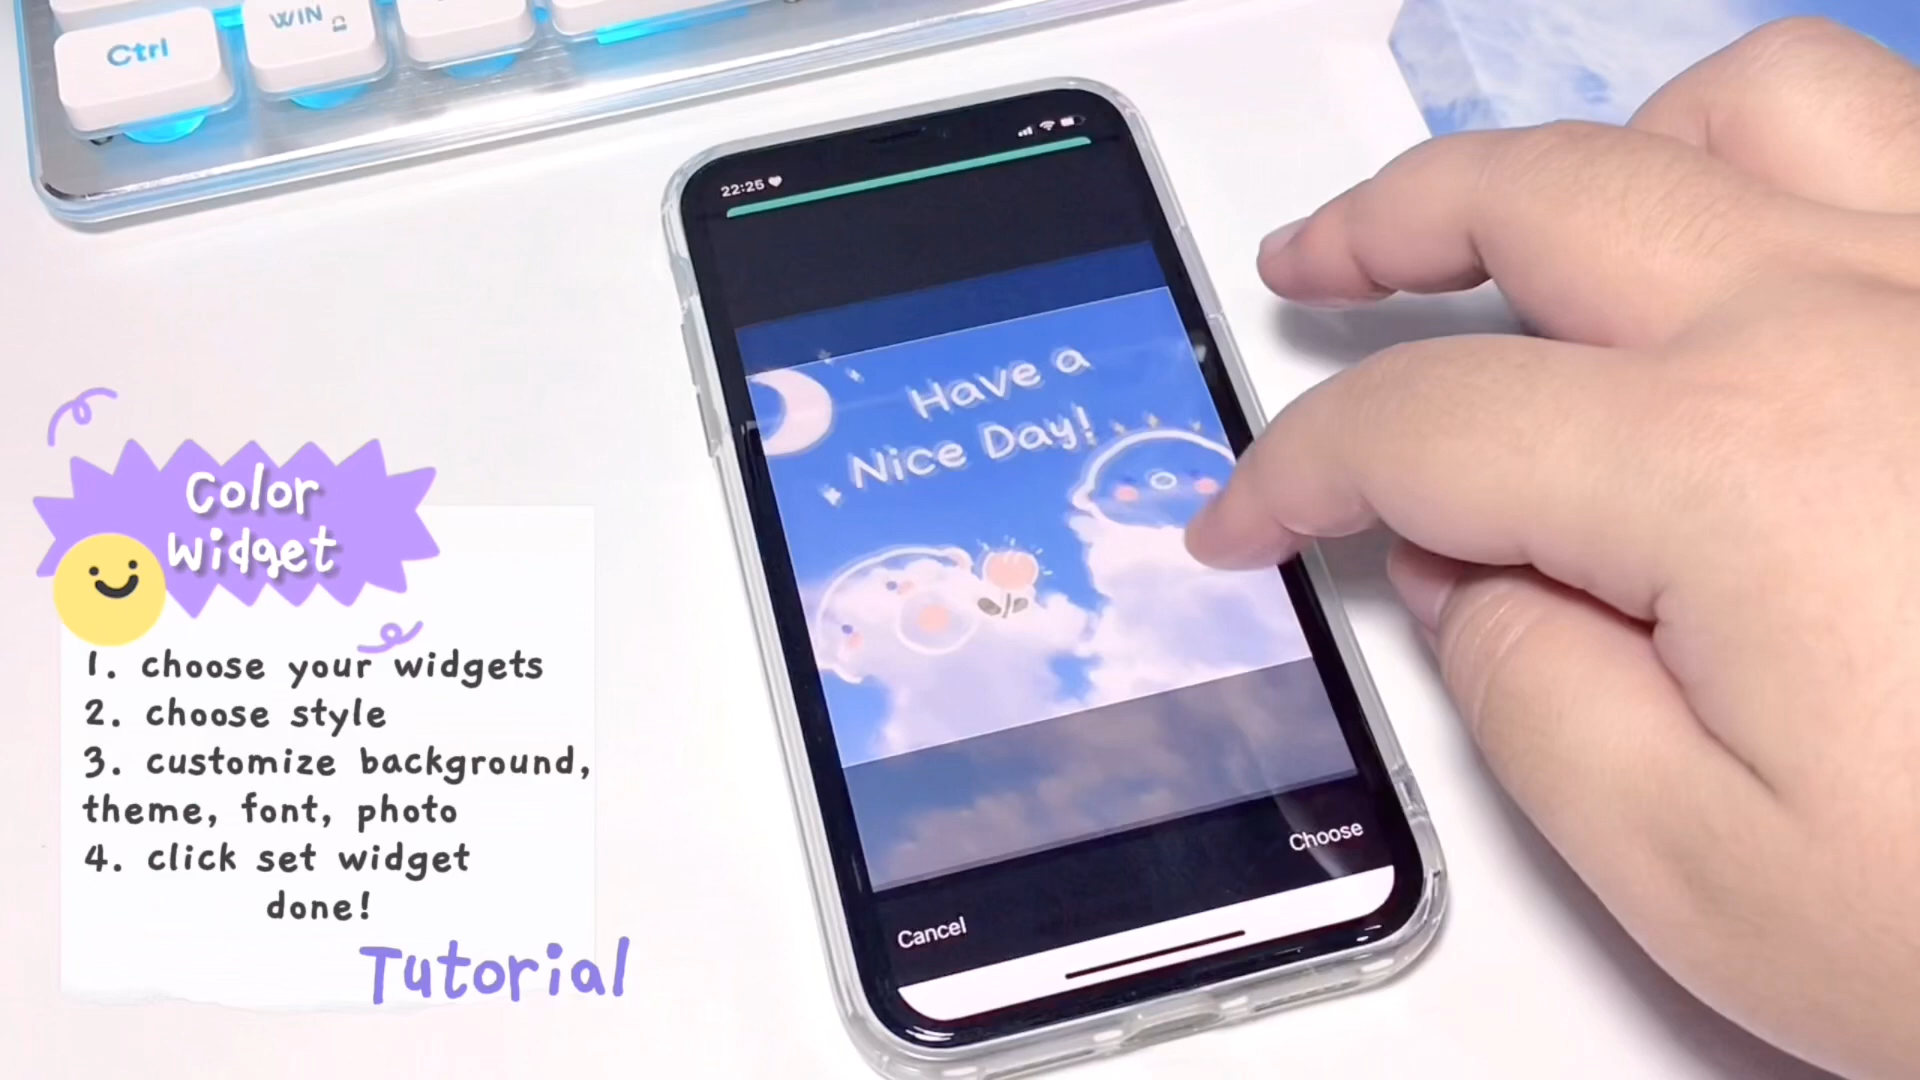 Ctrl
WIN
22:25
Have a
Nice Day!
Choose
Cancel
Color
Widget
1. choose your widgets
2. choose style
3. customize background,
theme, font, photo
4. click set widget
done!
Tutorial